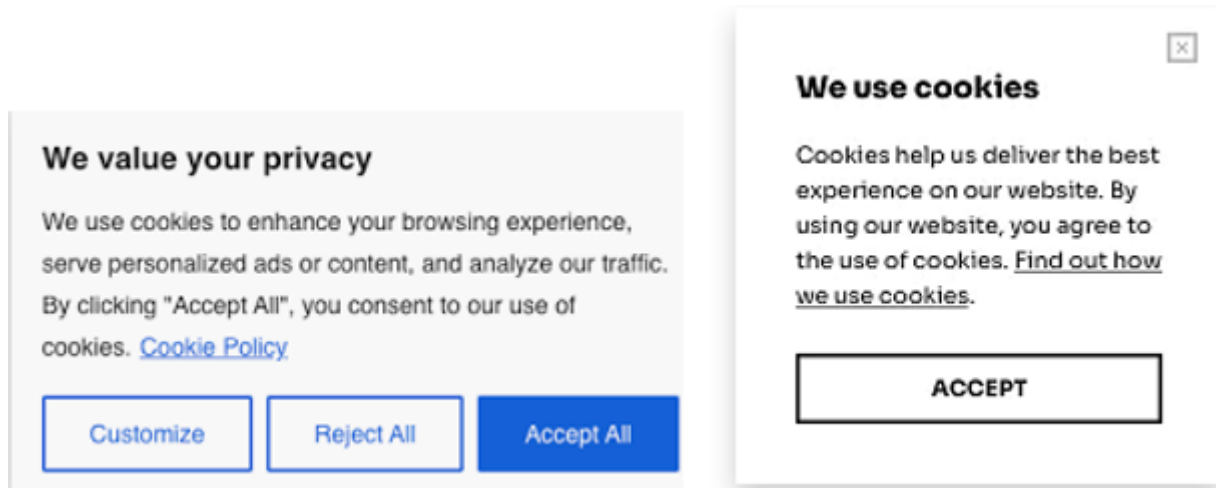 We value your privacy
We use cookies to enhance your browsing experience,
serve personalized ads or content, and analyze our traffic.
By clicking "Accept All", you consent to our use of
cookies. Cookie Policy
Customize
Reject All
Accept All
We use cookies
Cookies help us deliver the best
experience on our website. By
using our website, you agree to
the use of cookies. Find out how
we use cookies.
ACCEPT